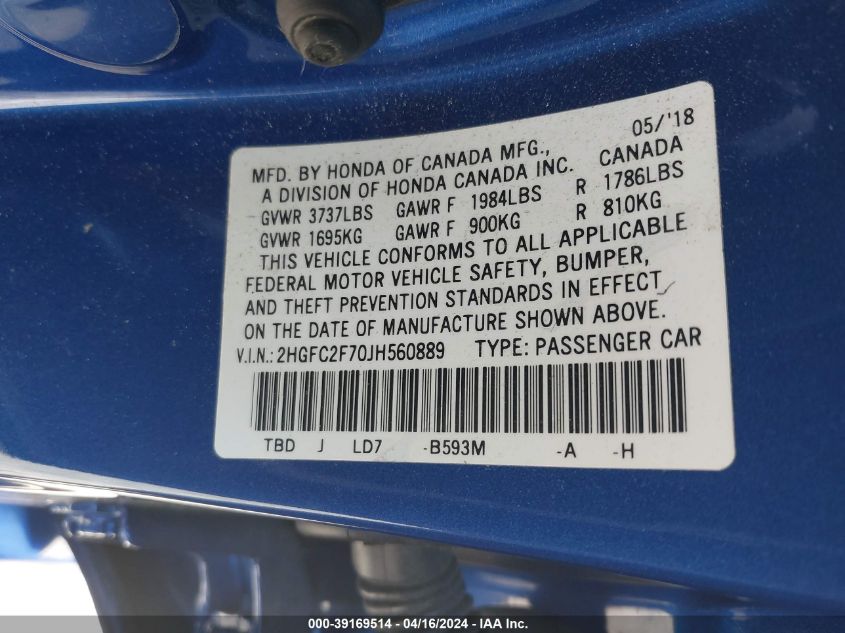 05/'18
MFD. BY HONDA OF CANADA MFG., CANADA
A DIVISION OF HONDA CANADA INC.
GVWR 3737LBS GAWR F 1984LBS R 1786LBS
GVWR 1695KG GAWR F 900KG R 810KG
THIS VEHICLE CONFORMS TO ALL APPLICABLE
FEDERAL MOTOR VEHICLE SAFETY, BUMPER,
AND THEFT PREVENTION STANDARDS IN EFFECT
ON THE DATE OF MANUFACTURE SHOWN ABOVE.
V.I.N.: 2HGFC2F70JH560889 TYPE: PASSENGER CAR
TBD J LD7 -B593M -A -H
000-39169514 - 04/16/2024 - IAA Inc.